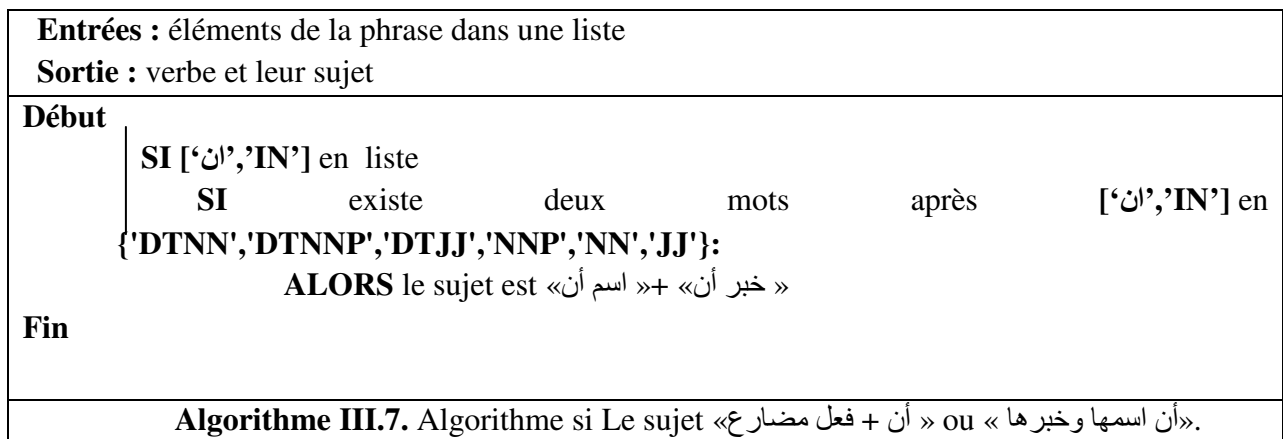 Entrées : éléments de la phrase dans une liste
Sortie : verbe et leur sujet
Début
SI [‘ان’,’IN’] en liste
SI existe deux mots après [‘ان’,’IN’] en
{'DTNN','DTNNP','DTJJ','NNP','NN','JJ'}:
ALORS le sujet est «اسم أن »+« خبر أن »
Fin
Algorithme III.7. Algorithme si Le sujet «أن + فعل مضارع » ou « أن اسمها وخبرها».